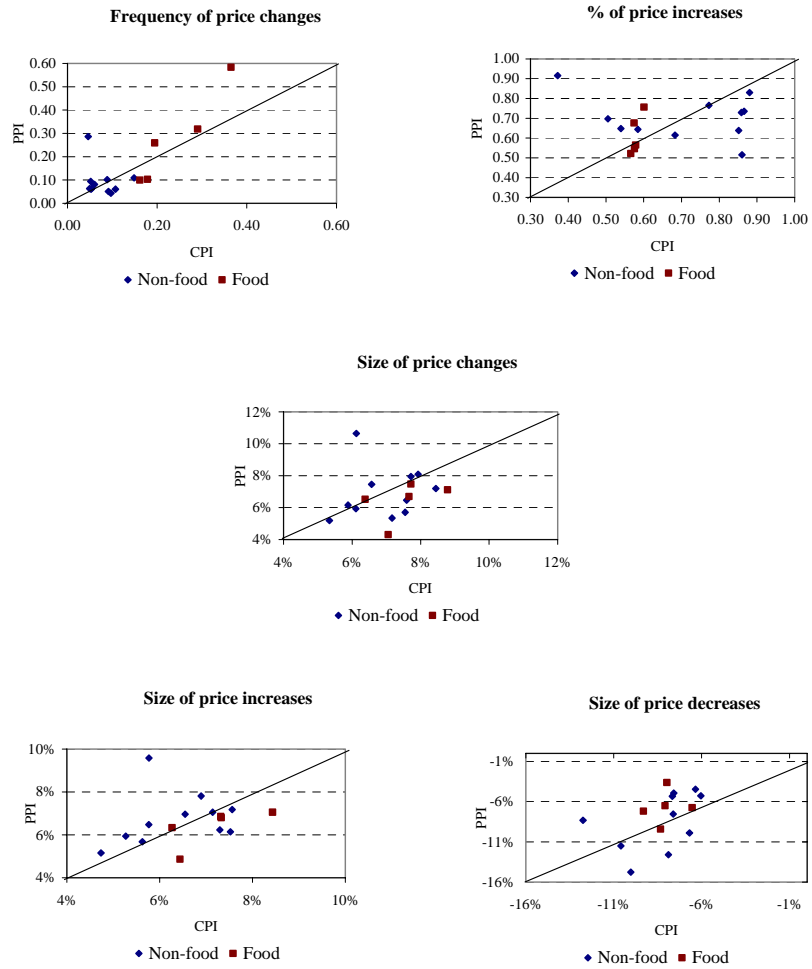 Frequency of price changes
0.60
0.50
0.40
0.30
0.20
0.10
0.00
PPI
0.00 0.20 0.40 0.60
CPI
Non-food Food
% of price increases
1.00
0.90
0.80
0.70
0.60
0.50
0.40
0.30
PPI
0.30 0.40 0.50 0.60 0.70 0.80 0.90 1.00
CPI
Non-food Food
Size of price changes
12%
10%
8%
6%
4%
PPI
4% 6% 8% 10% 12%
CPI
Non-food Food
Size of price increases
10%
8%
6%
4%
PPI
4% 6% 8% 10%
CPI
Non-food Food
Size of price decreases
-1%
-6%
-11%
-16%
PPI
-16% -11% -6% -1%
CPI
Non-food Food